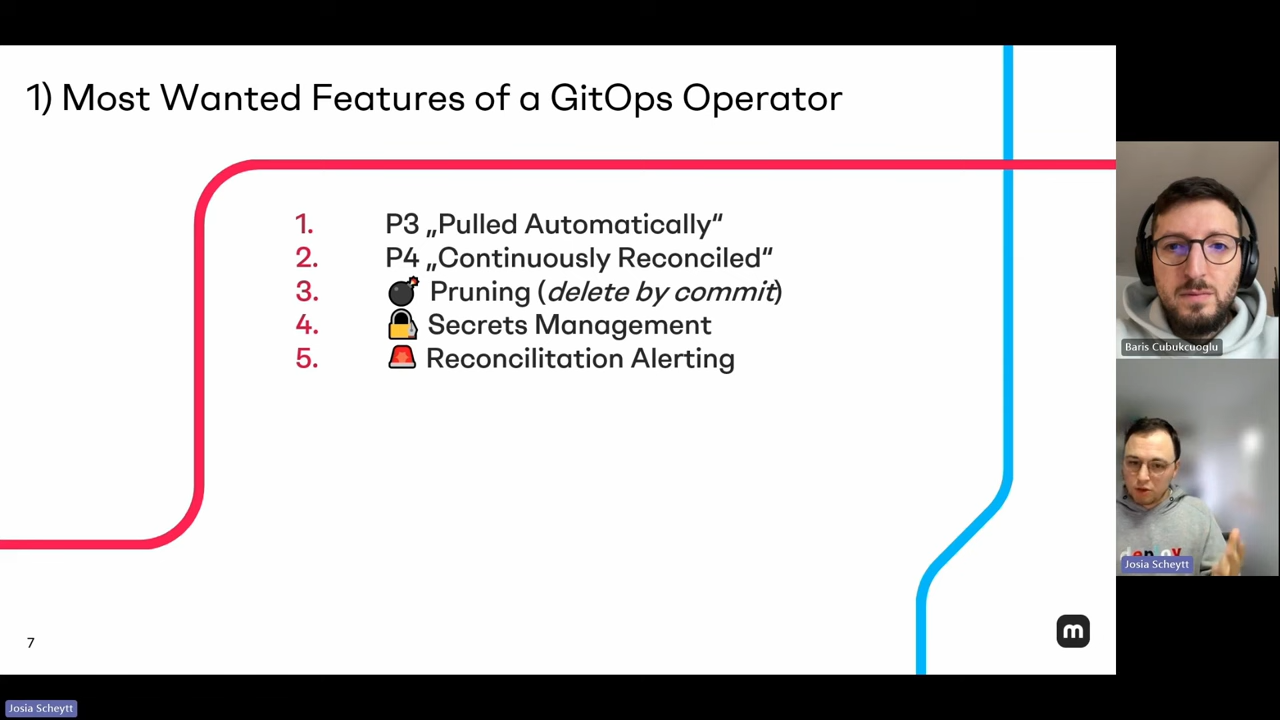 1) Most Wanted Features of a GitOps Operator
1. P3 „Pulled Automatically“
2. P4 „Continuously Reconciled“
3. Pruning (delete by commit)
4. Secrets Management
5. Reconcilitation Alerting
7
m
Baris Cubukcuoglu
deploy
Josia Scheytt
Josia Scheytt